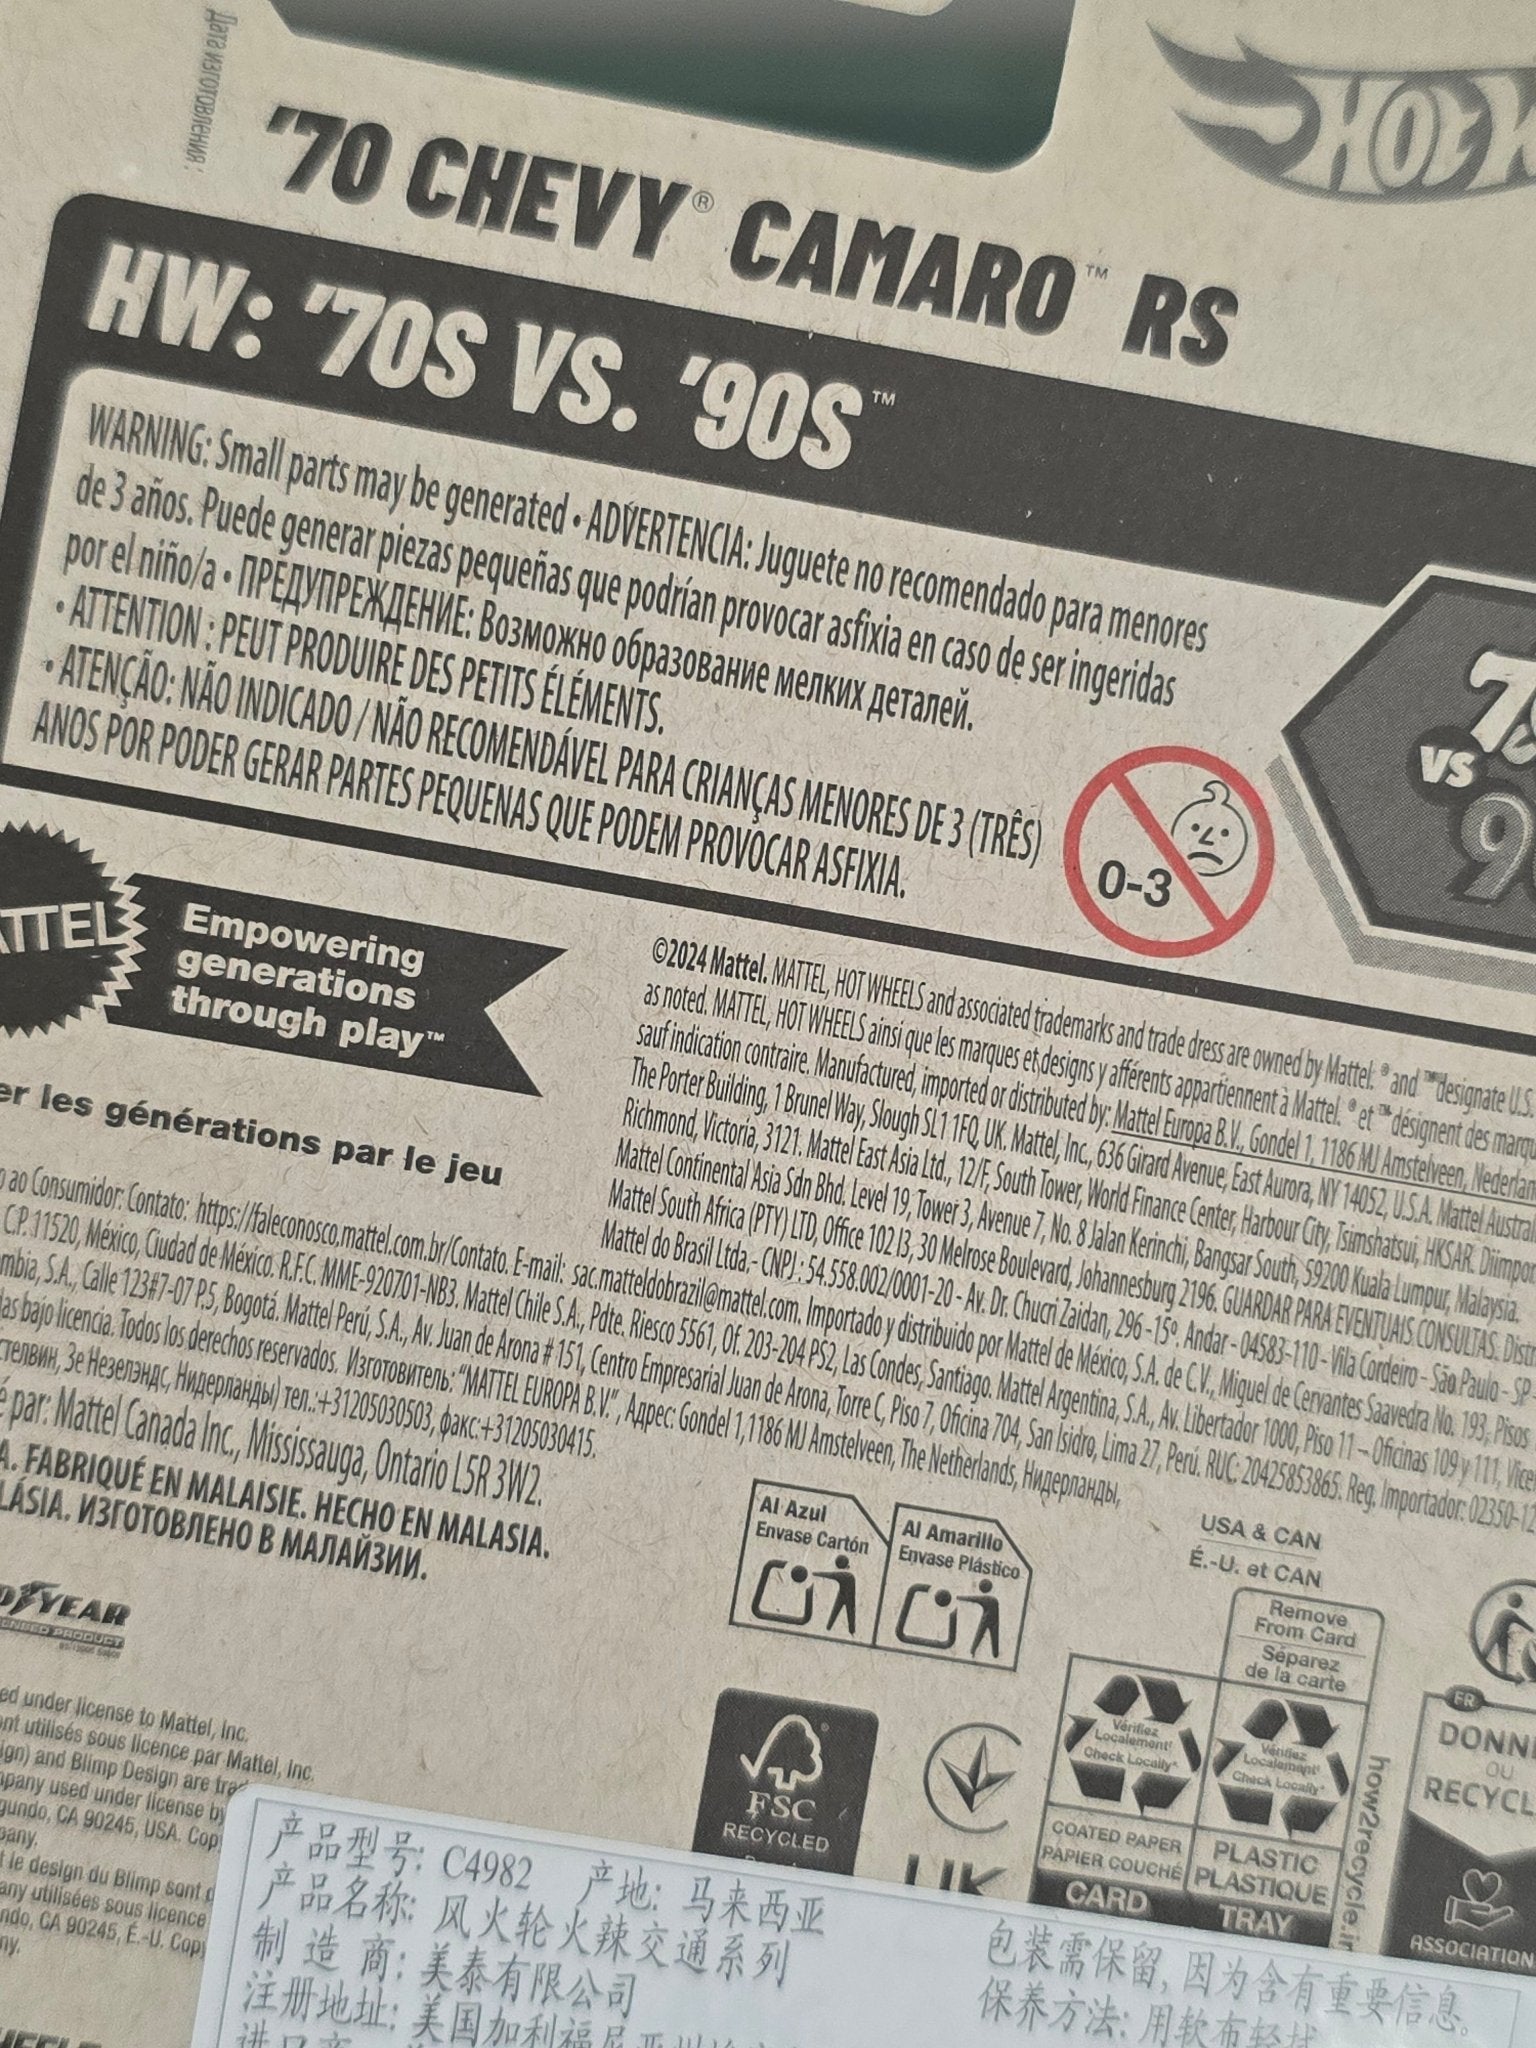 Дата изготовления:
HOT W
'70 CHEVY® CAMARO™ RS
HW: '70S VS. '90S™
WARNING: Small parts may be generated • ADVERTENCIA: Juguete no recomendado para menores
de 3 años. Puede generar piezas pequeñas que podrían provocar asfixia en caso de ser ingeridas
por el niño/a • ПРЕДУПРЕЖДЕНИЕ: Возможно образование мелких деталей.
• ATTENTION : PEUT PRODUIRE DES PETITS ÉLÉMENTS.
• ATENÇÃO: NÃO INDICADO / NÃO RECOMENDÁVEL PARA CRIANÇAS MENORES DE 3 (TRÊS)
ANOS POR PODER GERAR PARTES PEQUENAS QUE PODEM PROVOCAR ASFIXIA.
0-3
VS
ATTEL
Empowering
generations
through play™
er les générations par le jeu
©2024 Mattel. MATTEL, HOT WHEELS and associated trademarks and trade dress are owned by Mattel. ® and ™ designate U.S.
as noted. MATTEL, HOT WHEELS ainsi que les marques et designs y afférents appartiennent à Mattel. ® et ™ désignent des marqu
sauf indication contraire. Manufactured, imported or distributed by: Mattel Europa B.V., Gondel 1, 1186 MJ Amstelveen, Nederlan
The Porter Building, 1 Brunel Way, Slough SL1 1FQ, UK. Mattel, Inc., 636 Girard Avenue, East Aurora, NY 14052, U.S.A. Mattel Austral
Richmond, Victoria, 3121. Mattel East Asia Ltd., 12/F, South Tower, World Finance Center, Harbour City, Tsimshatsui, HKSAR. Diimpor
Mattel Continental Asia Sdn Bhd. Level 19, Tower 3, Avenue 7, No. 8 Jalan Kerinchi, Bangsar South, 59200 Kuala Lumpur, Malaysia.
Mattel South Africa (PTY) LTD, Office 102 I3, 30 Melrose Boulevard, Johannesburg 2196. GUARDAR PARA EVENTUAIS CONSULTAS. Distr
Mattel do Brasil Ltda.- CNPJ : 54.558.002/0001-20 - Av. Dr. Chucri Zaidan, 296 -15º. Andar - 04583-110 - Vila Cordeiro - São Paulo - SP
o ao Consumidor: Contato: https://faleconosco.mattel.com.br/Contato. E-mail: sac.matteldobrazil@mattel.com. Importado y distribuido por Mattel de México, S.A. de C.V., Miguel de Cervantes Saavedra No. 193, Pisos
C.P. 11520, México, Ciudad de México. R.F.C. MME-920701-NB3. Mattel Chile S.A., Pdte. Riesco 5561, Of. 203-204 PS2, Las Condes, Santiago. Mattel Argentina, S.A., Av. Libertador 1000, Piso 11 – Oficinas 109 y 111, Vice
mbia, S.A., Calle 123#7-07 P.5, Bogotá. Mattel Perú, S.A., Av. Juan de Arona # 151, Centro Empresarial Juan de Arona, Torre C, Piso 7, Oficina 704, San Isidro, Lima 27, Perú. RUC: 20425853865. Reg. Importador: 02350-12
das bajo licencia. Todos los derechos reservados. Изготовитель: "MATTEL EUROPA B.V.", Адрес: Gondel 1,1186 MJ Amstelveen, The Netherlands, Нидерланды,
стелвин, Зе Незелэндс, Нидерланды) тел.:+31205030503, факс:+31205030415.
é par: Mattel Canada Inc., Mississauga, Ontario L5R 3W2.
A. FABRIQUÉ EN MALAISIE. HECHO EN MALASIA.
LÁSIA. ИЗГОТОВЛЕНО В МАЛАЙЗИИ.
YEAR
Al Azul
Envase Cartón
Al Amarillo
Envase Plástico
USA & CAN
É.-U. et CAN
Remove
From Card
Séparez
de la carte
Vérifiez
Localement†
Check Locally*
COATED PAPER
PAPIER COUCHÉ
CARD
Vérifiez
Localement†
Check Locally*
PLASTIC
PLASTIQUE
TRAY
how2recycle.in
FR
DONN
OU
RECYCL
ASSOCIATION
FSC
RECYCLED
UK
ed under license to Mattel, Inc.
nt utilisés sous licence par Mattel, Inc.
ign) and Blimp Design are trad
mpany used under license by
gundo, CA 90245, USA. Cop
pany.
t le design du Blimp sont d
any utilisées sous licence
ndo, CA 90245, É.-U. Copy
ny.
产品型号: C4982 产地: 马来西亚
产品名称: 风火轮火辣交通系列
制造商: 美泰有限公司
注册地址: 美国加利福尼亚州
包装需保留,因为含有重要信息。
保养方法: 用软布轻拭